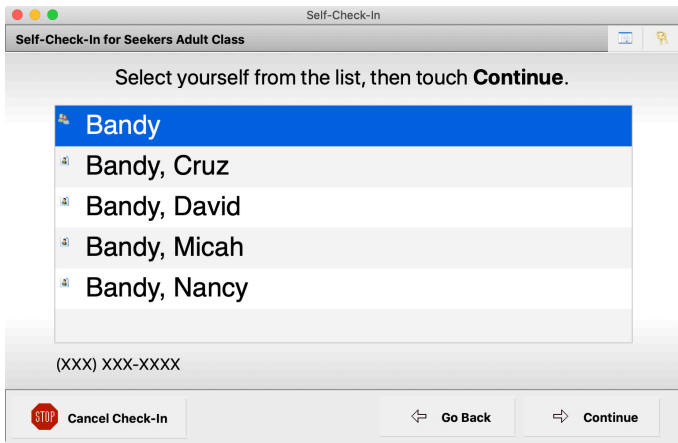 Self-Check-In
Self-Check-In for Seekers Adult Class
Select yourself from the list, then touch Continue.
Bandy
Bandy, Cruz
Bandy, David
Bandy, Micah
Bandy, Nancy
(XXX) XXX-XXXX
STOP Cancel Check-In
Go Back
Continue